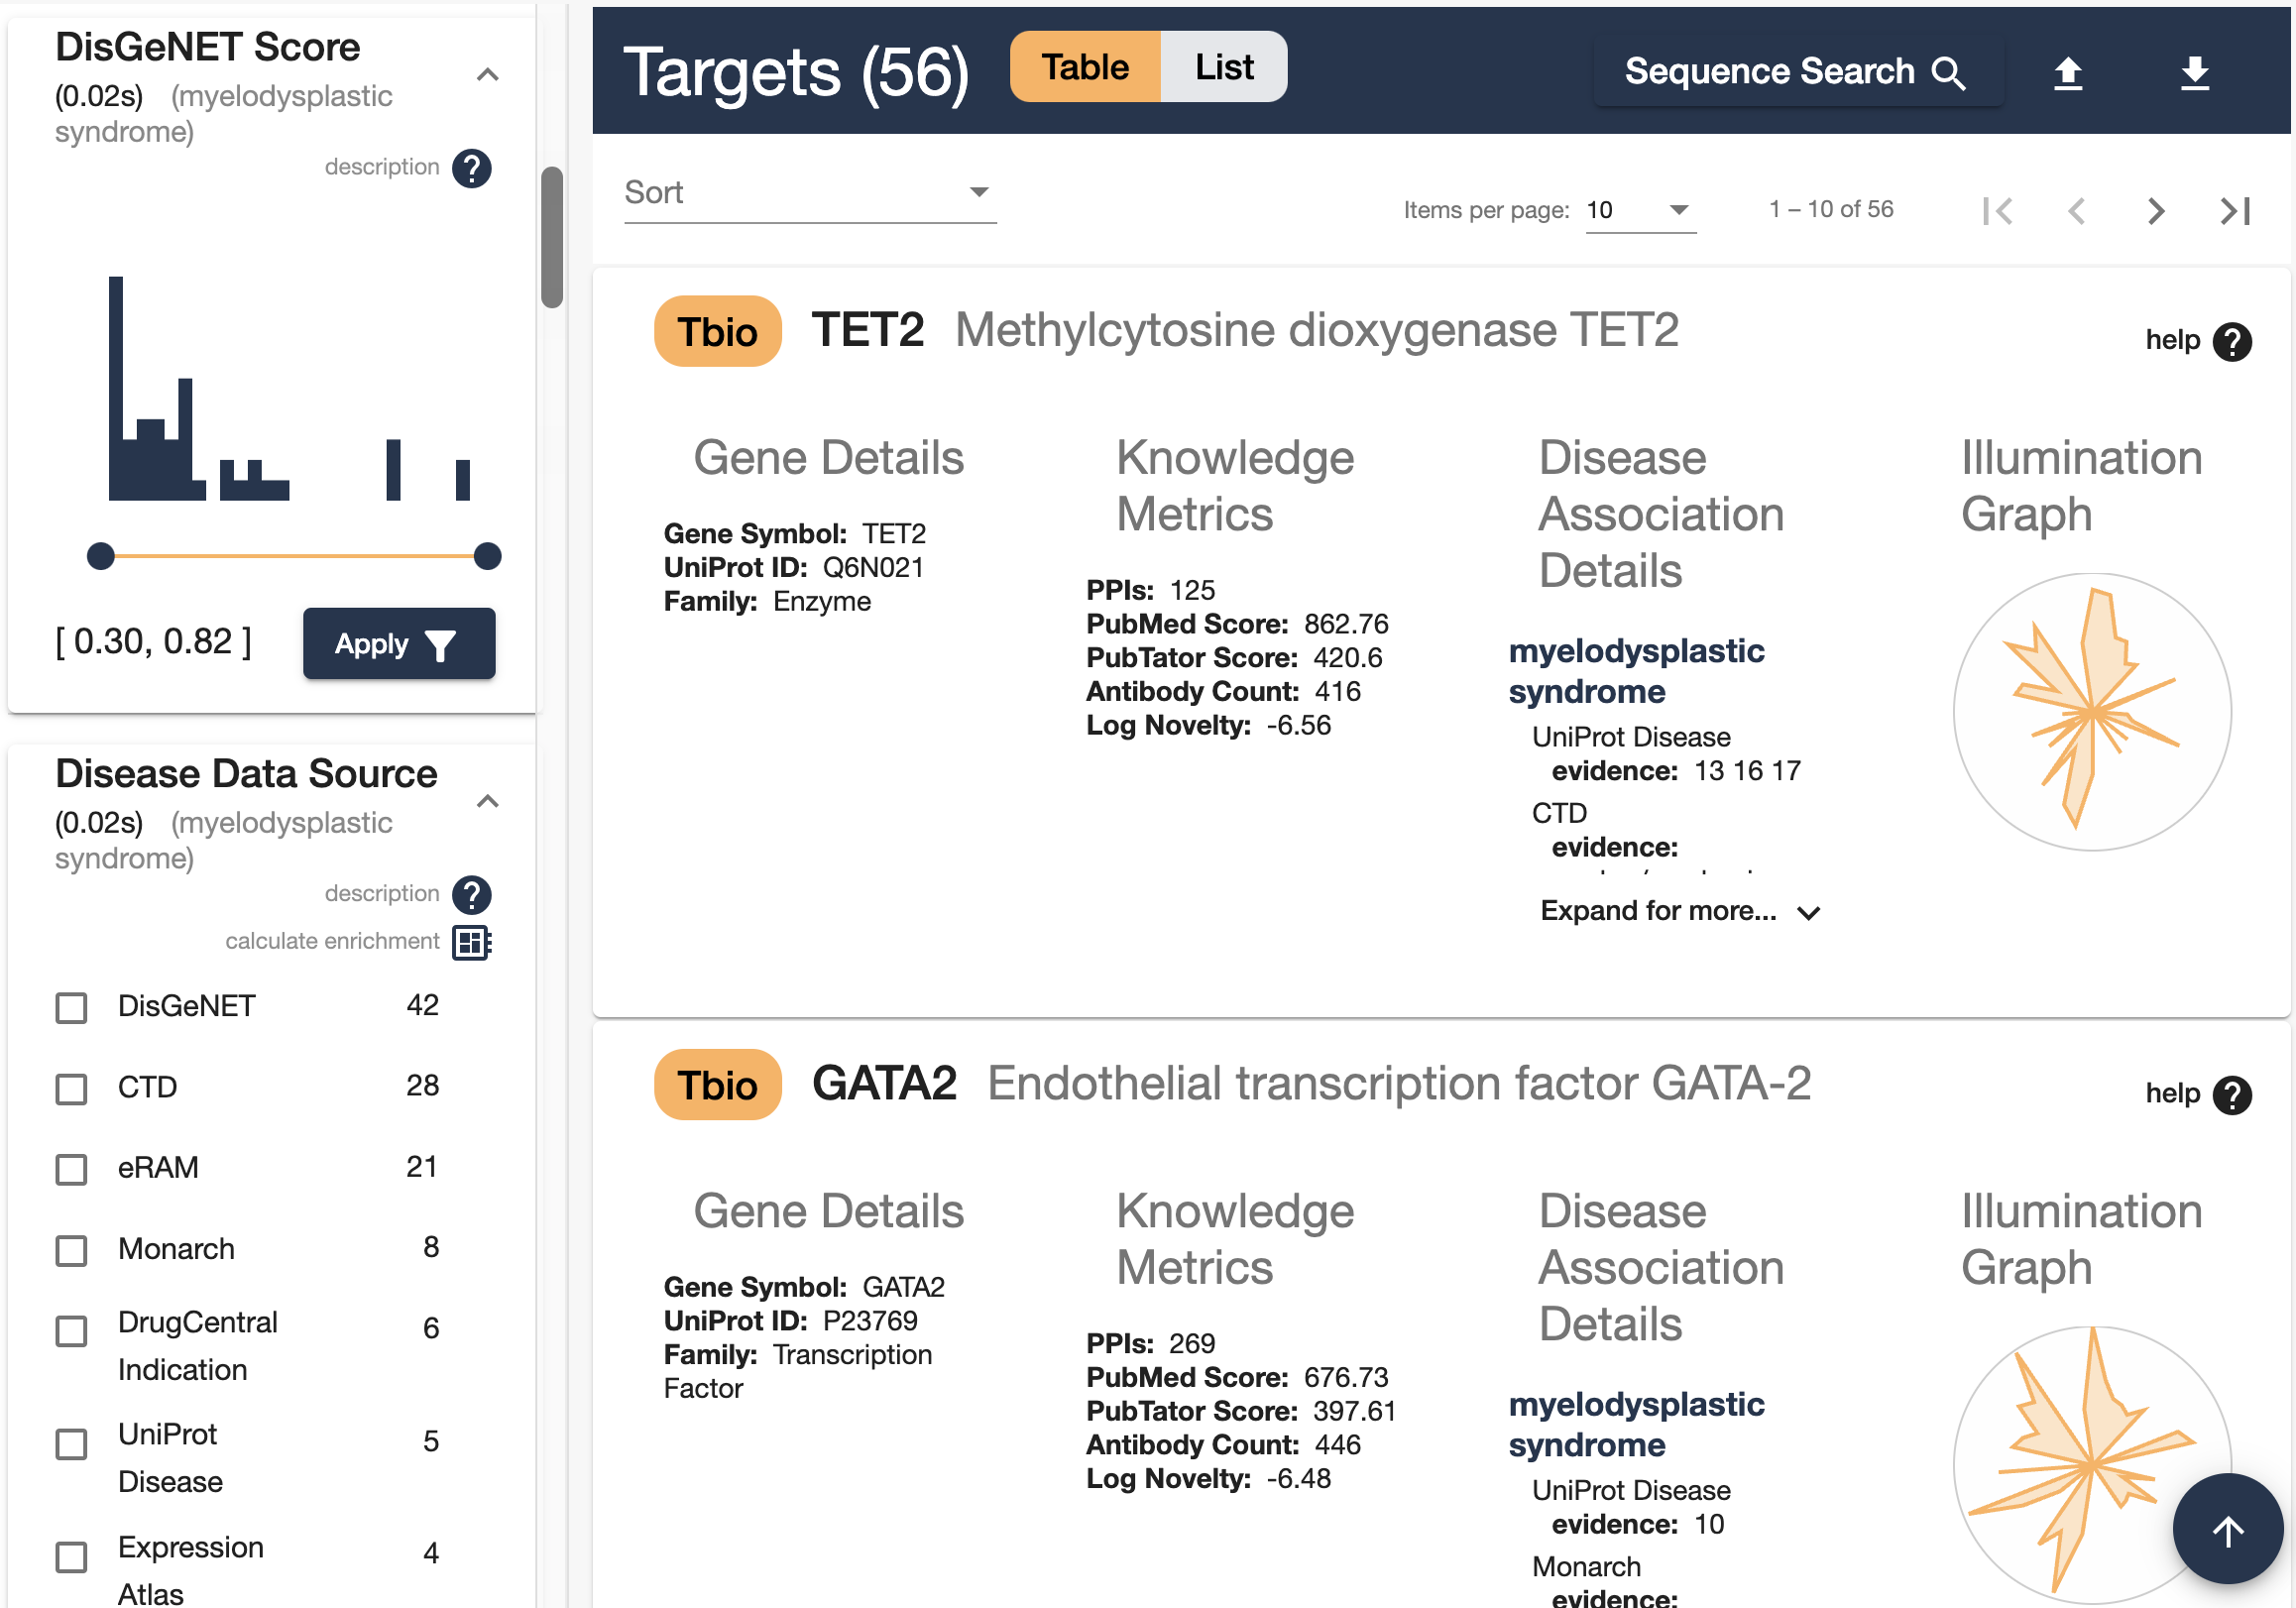 DisGeNET Score
(0.02s) (myelodysplastic
syndrome)
description ?
[ 0.30, 0.82 ]
Apply
Disease Data Source
(0.02s) (myelodysplastic
syndrome)
description ?
calculate enrichment
DisGeNET 42
CTD 28
eRAM 21
Monarch 8
DrugCentral
Indication 6
UniProt
Disease 5
Expression
Atlas 4
Targets (56)
Table List
Sequence Search
Sort
Items per page: 10
1 – 10 of 56
Tbio TET2 Methylcytosine dioxygenase TET2
help ?
Gene Details
Gene Symbol: TET2
UniProt ID: Q6N021
Family: Enzyme
Knowledge
Metrics
PPIs: 125
PubMed Score: 862.76
PubTator Score: 420.6
Antibody Count: 416
Log Novelty: -6.56
Disease
Association
Details
myelodysplastic
syndrome
UniProt Disease
evidence: 13 16 17
CTD
evidence:
Expand for more...
Illumination
Graph
Tbio GATA2 Endothelial transcription factor GATA-2
help ?
Gene Details
Gene Symbol: GATA2
UniProt ID: P23769
Family: Transcription
Factor
Knowledge
Metrics
PPIs: 269
PubMed Score: 676.73
PubTator Score: 397.61
Antibody Count: 446
Log Novelty: -6.48
Disease
Association
Details
myelodysplastic
syndrome
UniProt Disease
evidence: 10
Monarch
evidence:
Illumination
Graph